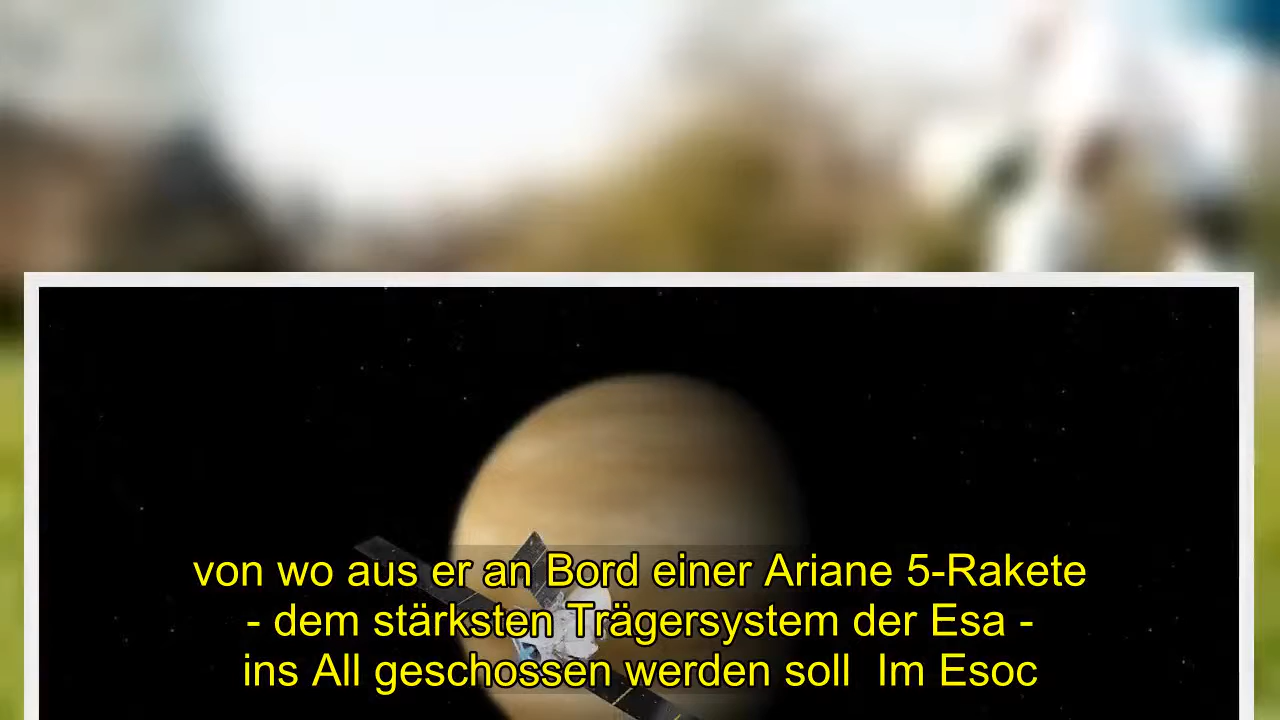 von wo aus er an Bord einer Ariane 5-Rakete
- dem stärksten Trägersystem der Esa -
ins All geschossen werden soll  Im Esoc